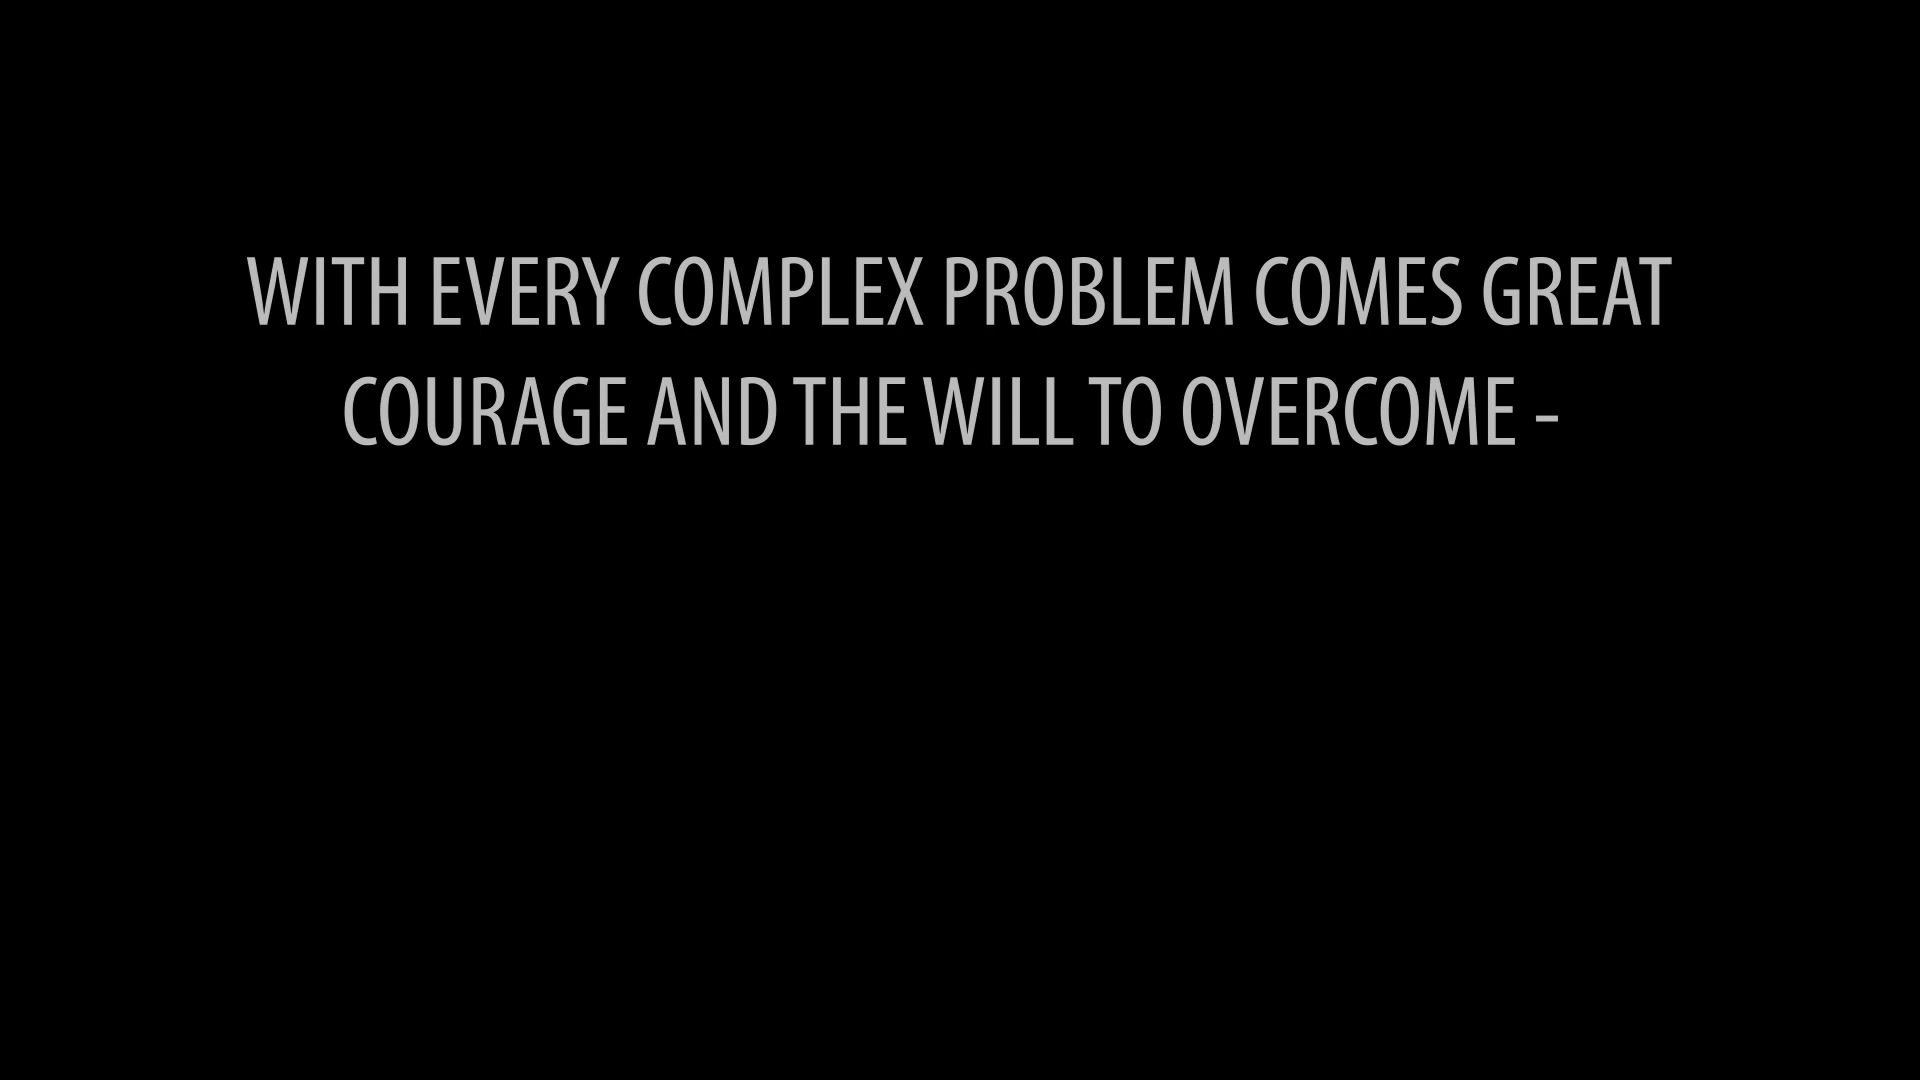 WITH EVERY COMPLEX PROBLEM COMES GREAT
COURAGE AND THE WILL TO OVERCOME -